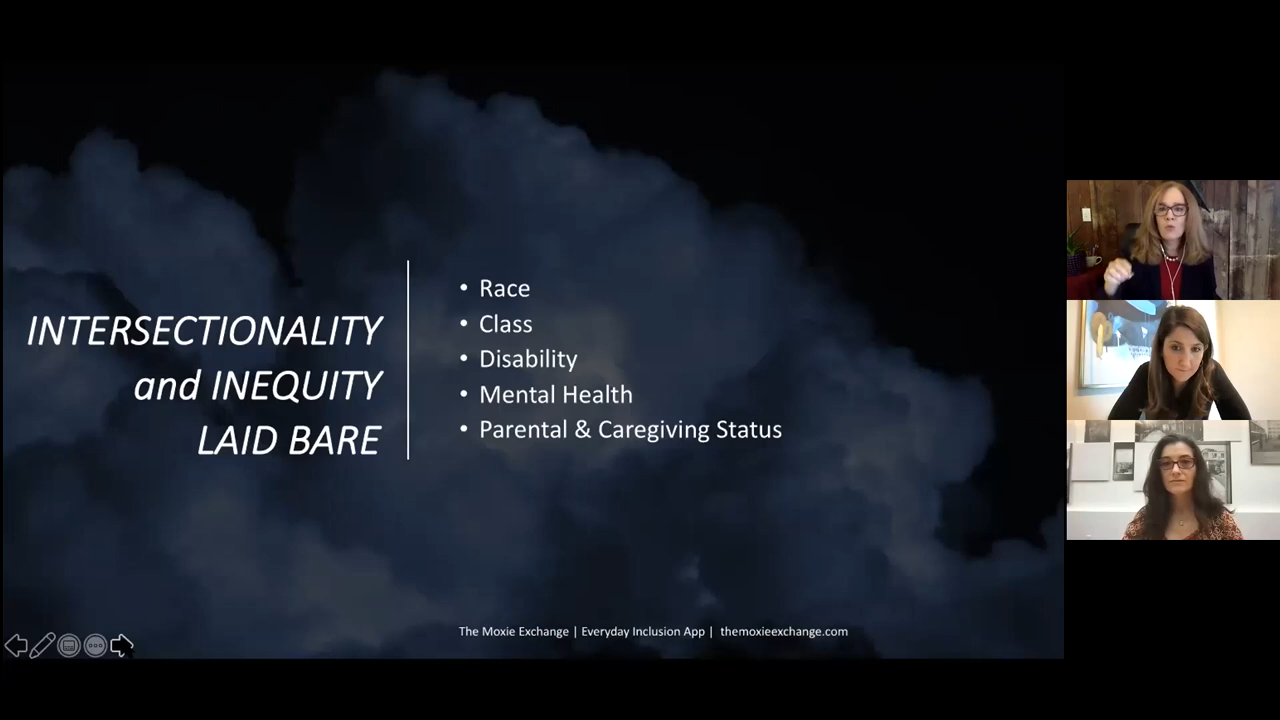 INTERSECTIONALITY
and INEQUITY
LAID BARE
• Race
• Class
• Disability
• Mental Health
• Parental & Caregiving Status
The Moxie Exchange | Everyday Inclusion App | themoxieexchange.com